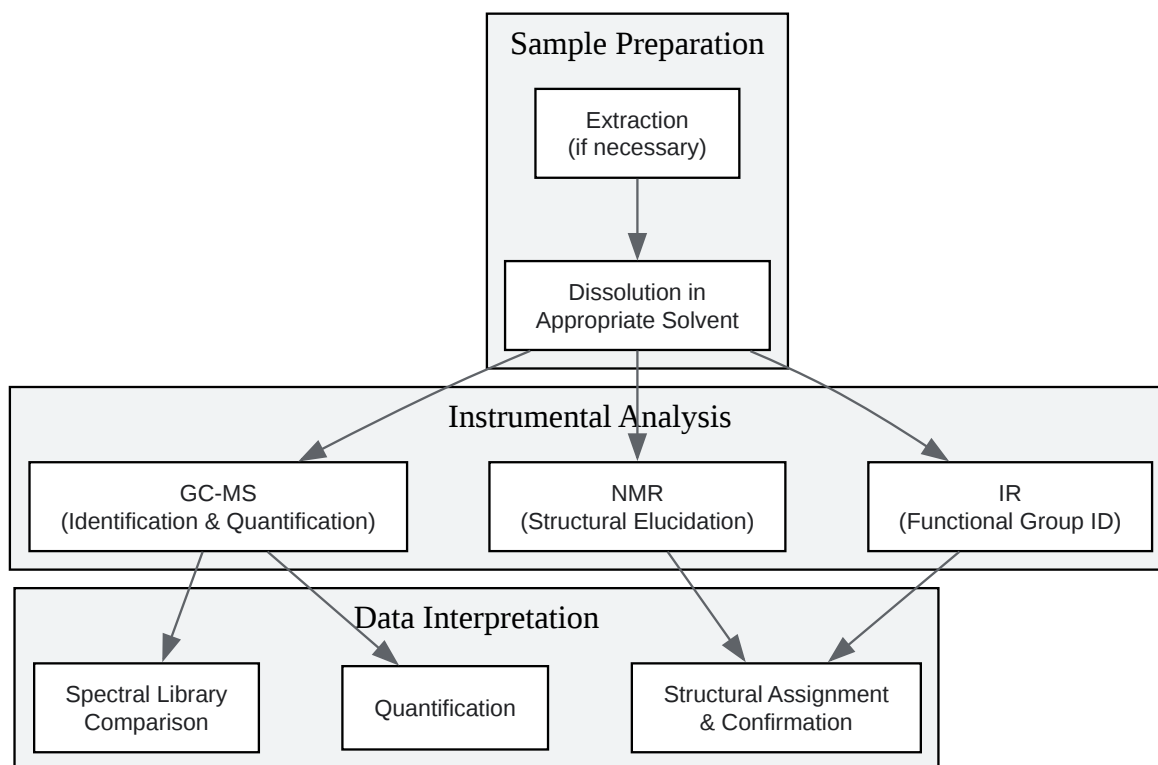 Sample Preparation
Extraction
(if necessary)
Dissolution in
Appropriate Solvent
Instrumental Analysis
GC-MS
(Identification & Quantification)
NMR
(Structural Elucidation)
IR
(Functional Group ID)
Data Interpretation
Spectral Library
Comparison
Quantification
Structural Assignment
& Confirmation